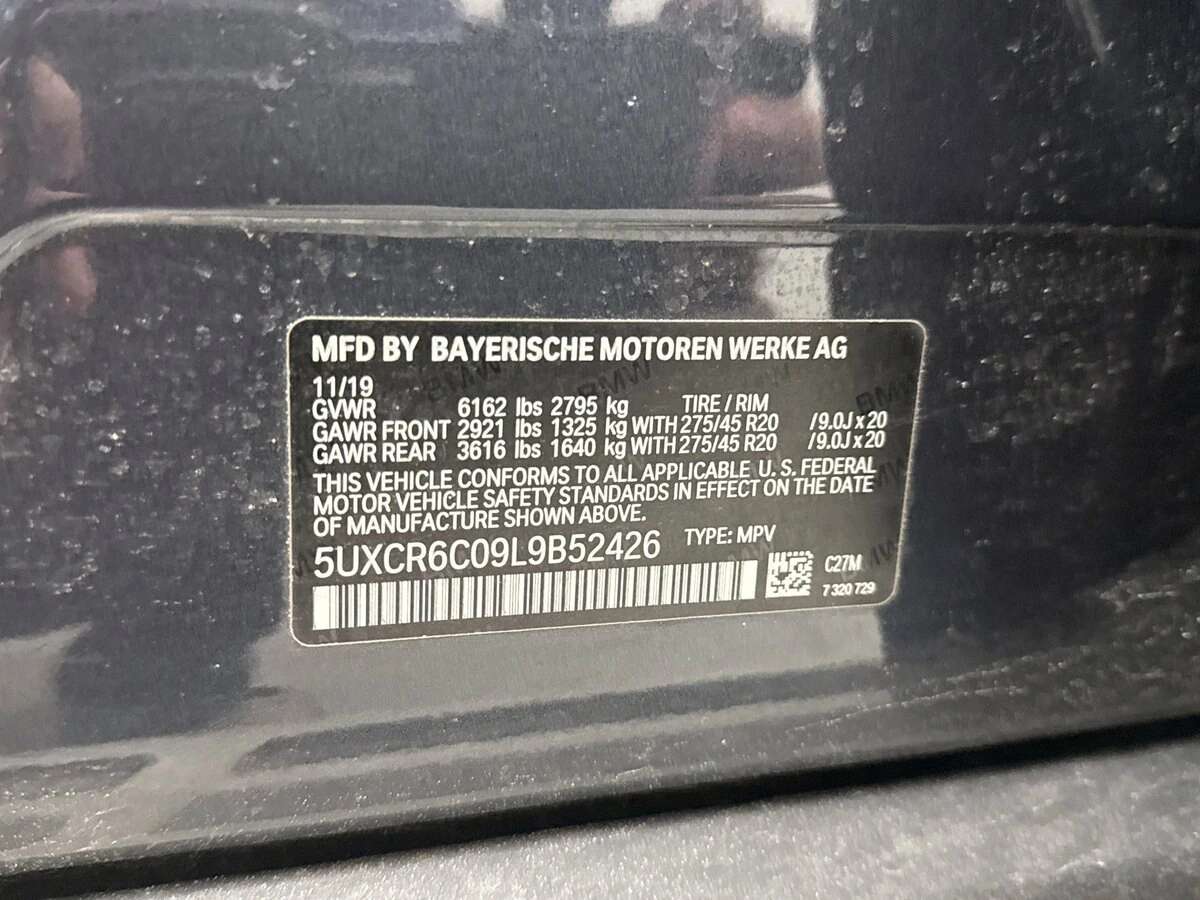 MFD BY BAYERISCHE MOTOREN WERKE AG
11/19
GVWR 6162 lbs 2795 kg TIRE / RIM
GAWR FRONT 2921 lbs 1325 kg WITH 275/45 R20 /9.0J x 20
GAWR REAR 3616 lbs 1640 kg WITH 275/45 R20 /9.0J x 20
THIS VEHICLE CONFORMS TO ALL APPLICABLE U. S. FEDERAL
MOTOR VEHICLE SAFETY STANDARDS IN EFFECT ON THE DATE
OF MANUFACTURE SHOWN ABOVE.
5UXCR6C09L9B52426 TYPE: MPV
C27M
7 320 729